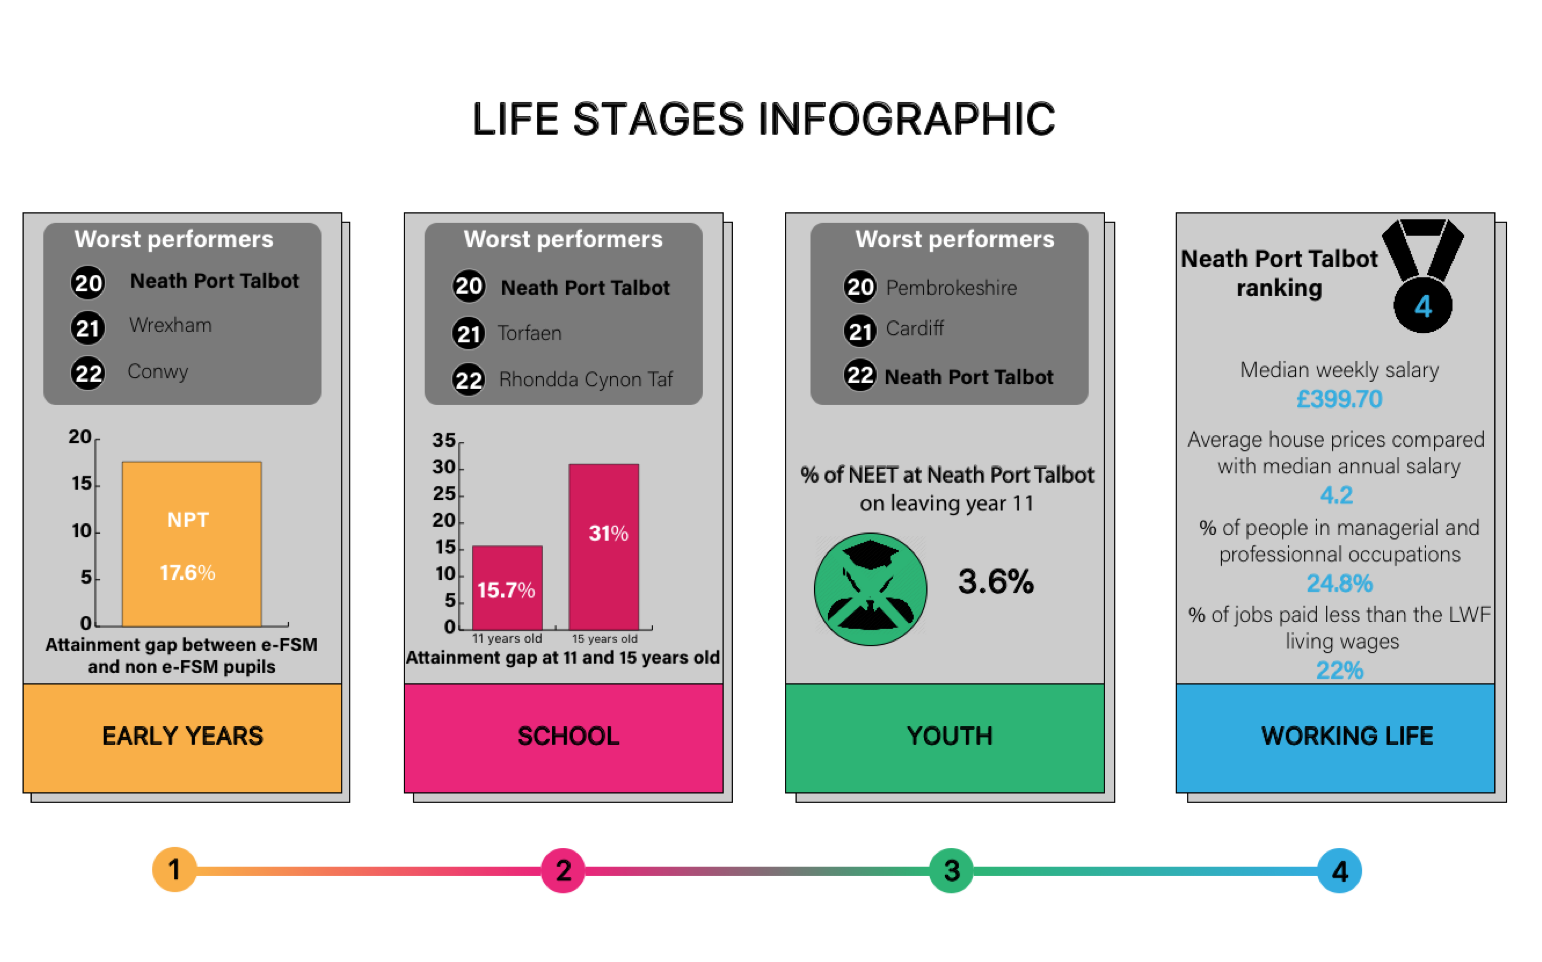 LIFE STAGES INFOGRAPHIC
Worst performers
20 Neath Port Talbot
21 Wrexham
22 Conwy
20
15
10
5
0
NPT
17.6%
Attainment gap between e-FSM
and non e-FSM pupils
EARLY YEARS
Worst performers
20 Neath Port Talbot
21 Torfaen
22 Rhondda Cynon Taf
35
30
25
20
15
10
5
0
15.7%
31%
11 years old
15 years old
Attainment gap at 11 and 15 years old
SCHOOL
Worst performers
20 Pembrokeshire
21 Cardiff
22 Neath Port Talbot
% of NEET at Neath Port Talbot
on leaving year 11
3.6%
YOUTH
Neath Port Talbot
ranking
4
Median weekly salary
£399.70
Average house prices compared
with median annual salary
4.2
% of people in managerial and
professionnal occupations
24.8%
% of jobs paid less than the LWF
living wages
22%
WORKING LIFE
1
2
3
4